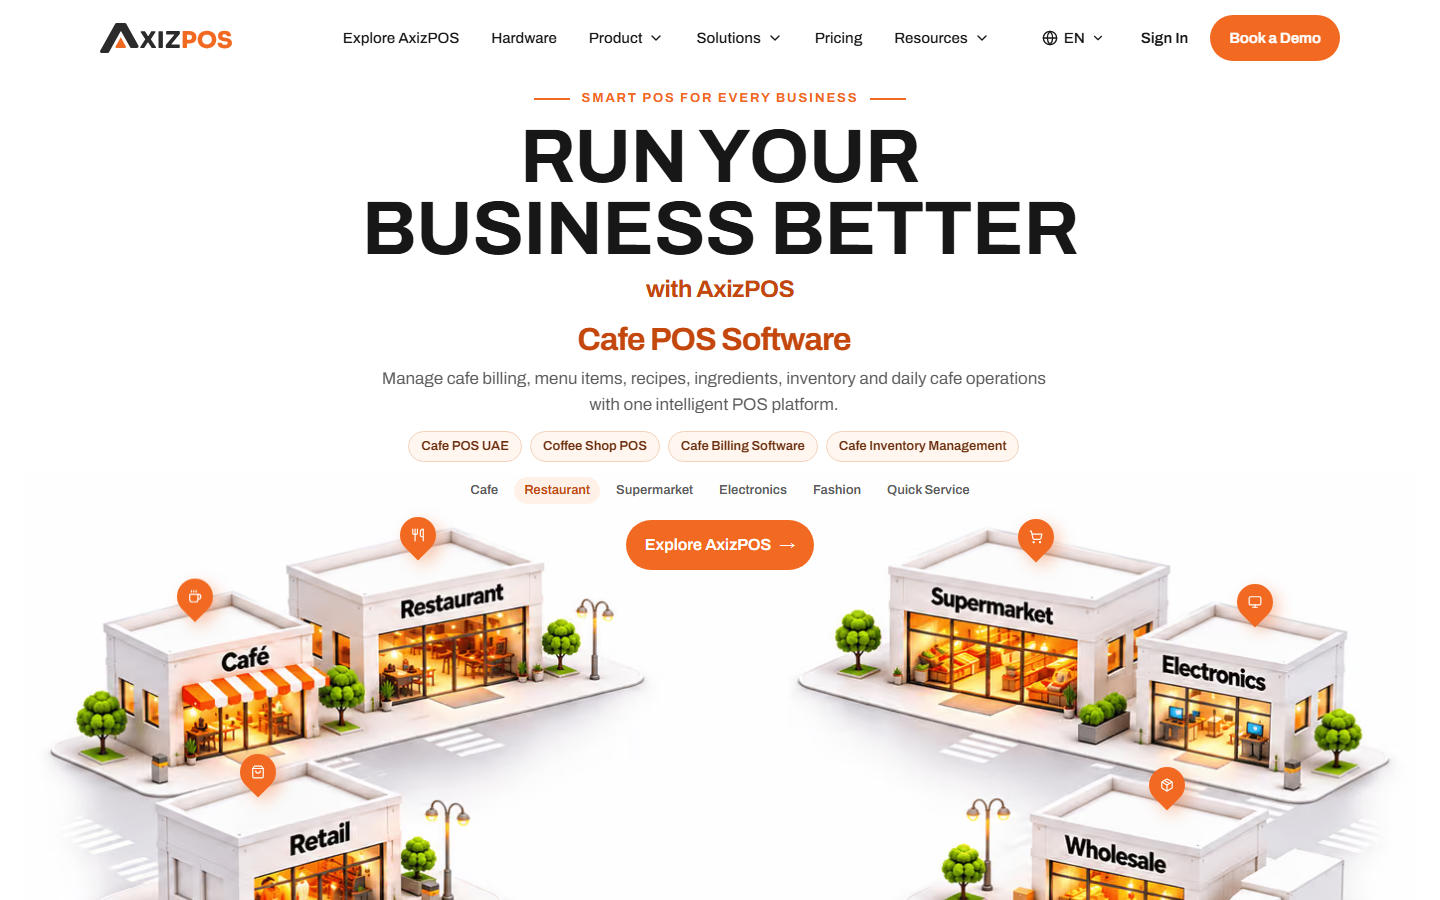 AXIZPOS
Explore AxizPOS
Hardware
Product
Solutions
Pricing
Resources
EN
Sign In
Book a Demo
SMART POS FOR EVERY BUSINESS
RUN YOUR
BUSINESS BETTER
with AxizPOS
Cafe POS Software
Manage cafe billing, menu items, recipes, ingredients, inventory and daily cafe operations
with one intelligent POS platform.
Cafe POS UAE
Coffee Shop POS
Cafe Billing Software
Cafe Inventory Management
Cafe
Restaurant
Supermarket
Electronics
Fashion
Quick Service
Explore AxizPOS →
Restaurant
Supermarket
Café
Electronics
Retail
Wholesale